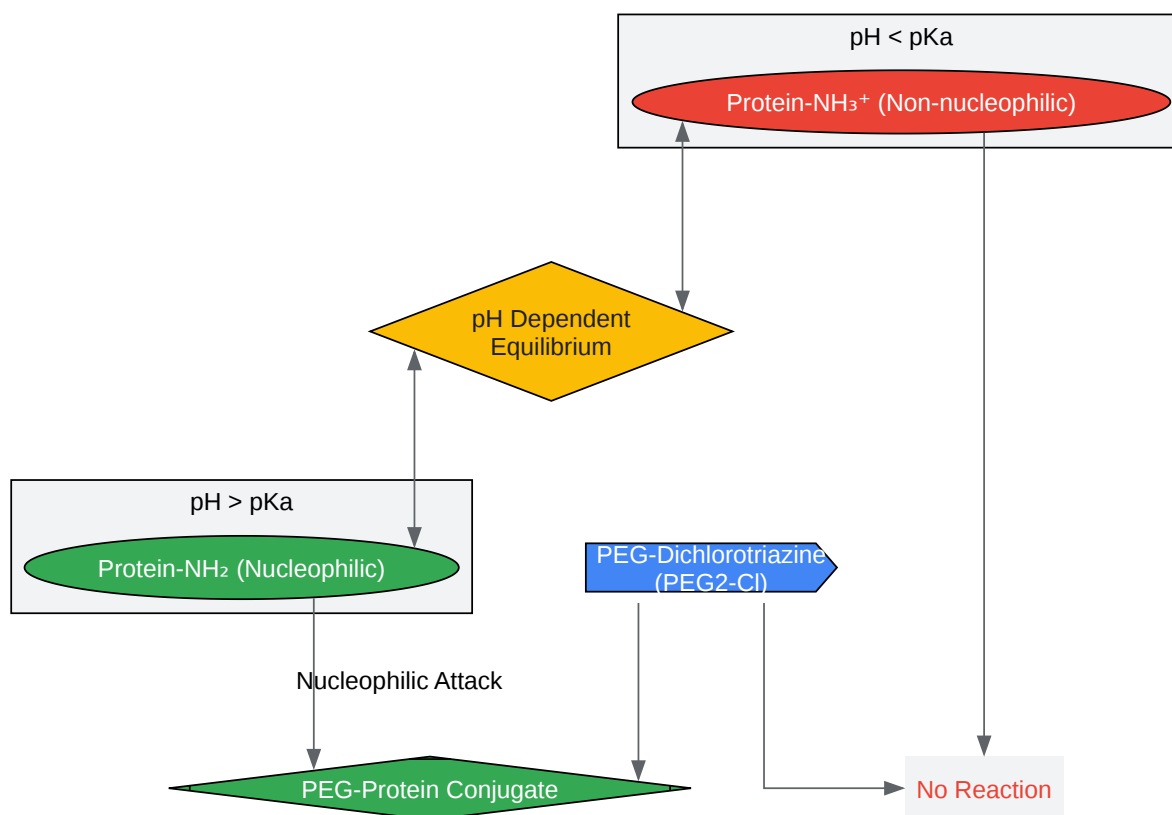 pH < pKa
Protein-NH₃⁺ (Non-nucleophilic)
pH Dependent
Equilibrium
pH > pKa
Protein-NH₂ (Nucleophilic)
PEG-Dichlorotriazine
(PEG2-Cl)
Nucleophilic Attack
PEG-Protein Conjugate
No Reaction